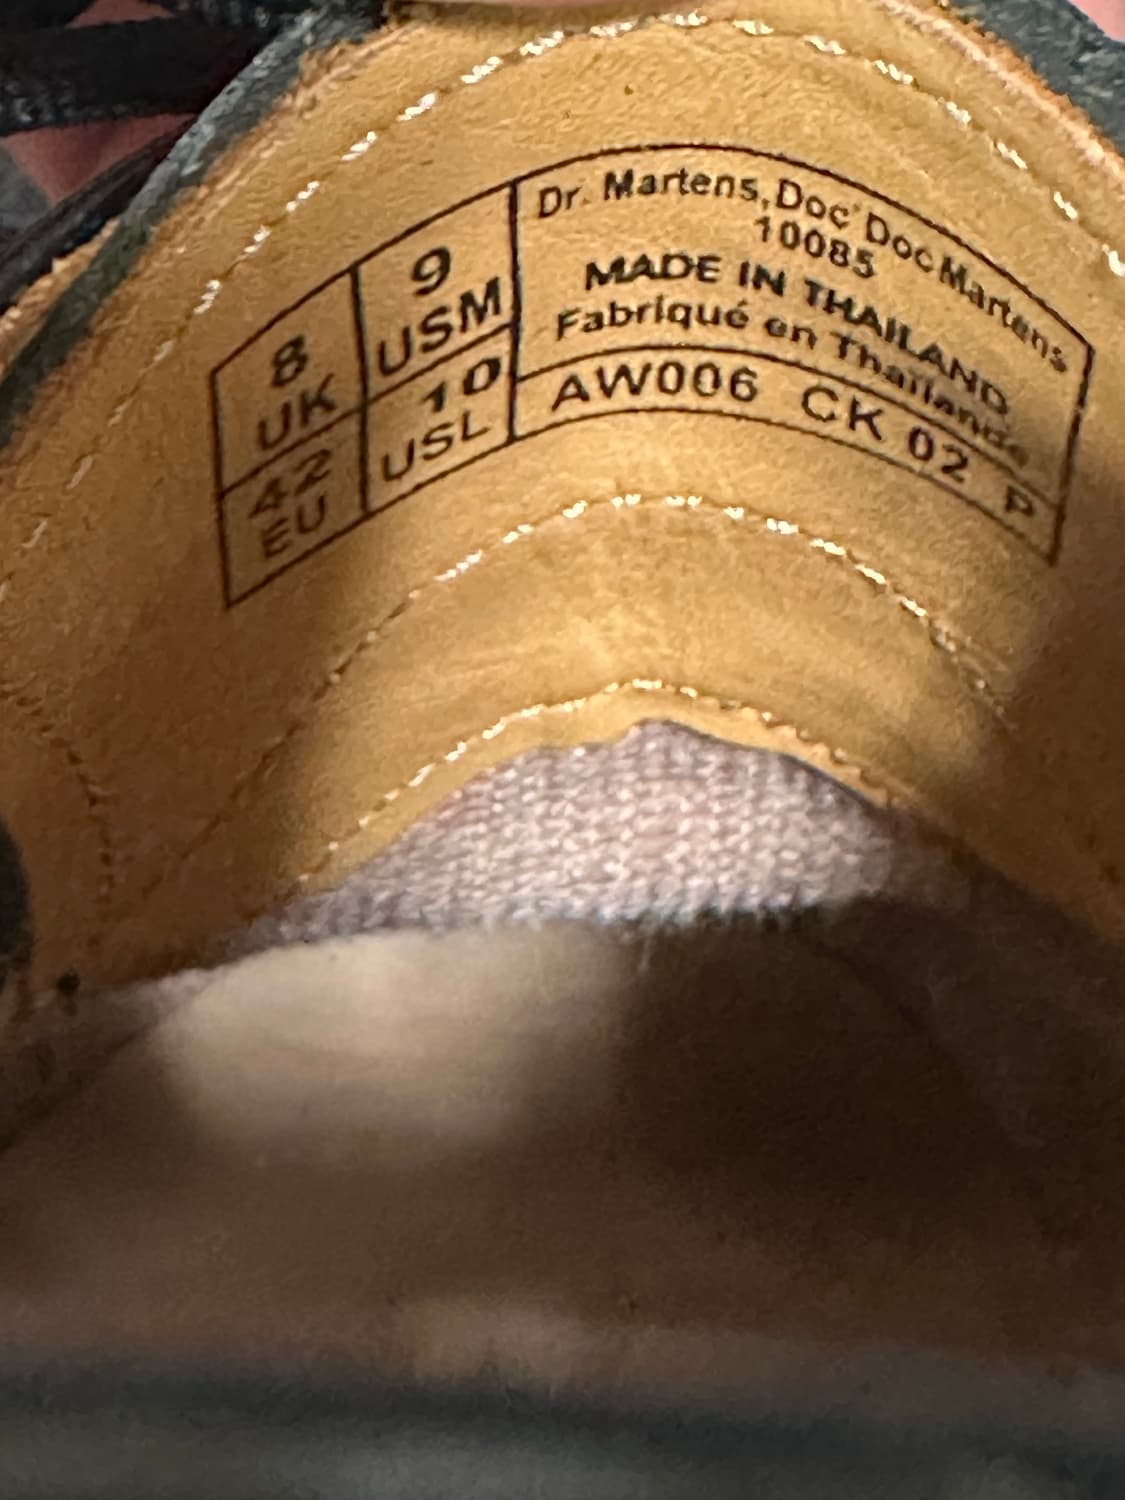 8
UK
9
USM
42
EU
10
USL
Dr. Martens, Doc' Doc Martens
10085
MADE IN THAILAND
Fabriqué en Thaïlande
AW006 CK 02 P